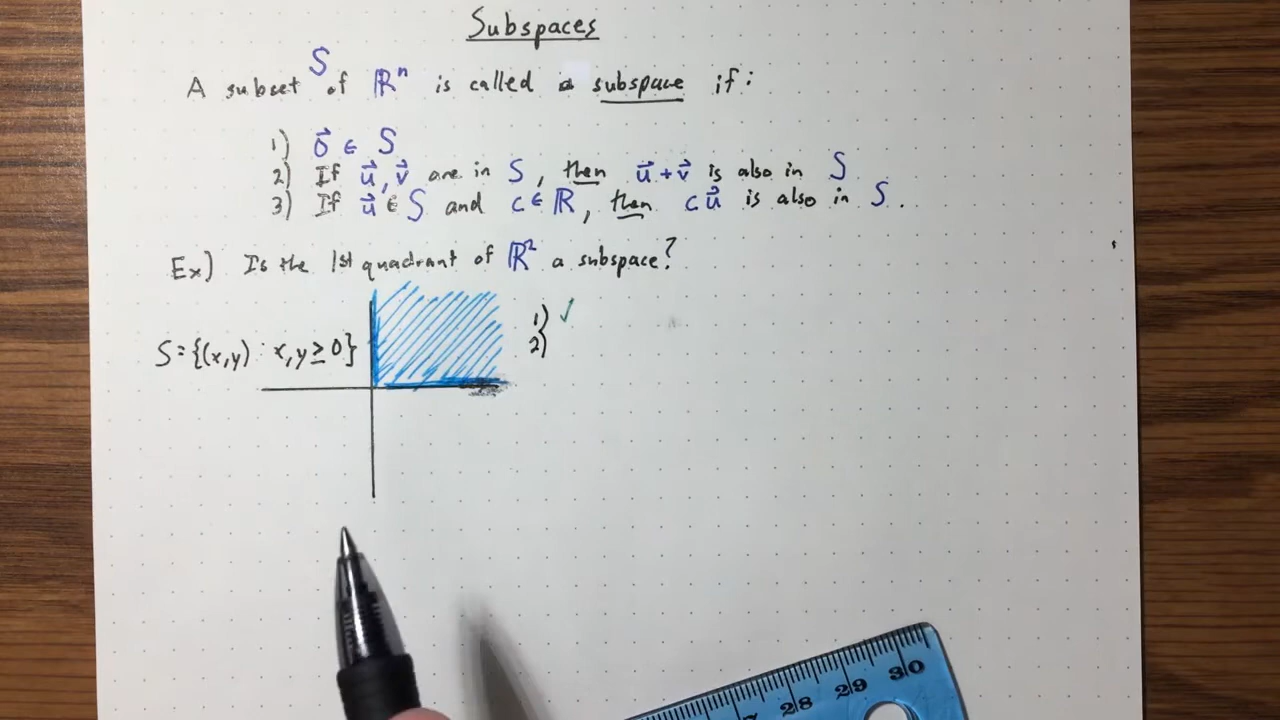 Subspaces
A subset S of ℝⁿ is called a subspace if:
1) 0⃗ ∈ S
2) If u⃗, v⃗ are in S, then u⃗+v⃗ is also in S
3) If u⃗ ∈ S and c ∈ ℝ, then cu⃗ is also in S.
Ex) Is the 1st quadrant of ℝ² a subspace?
S={(x,y) : x,y ≥ 0}
1) ✓
2)
28 29 30